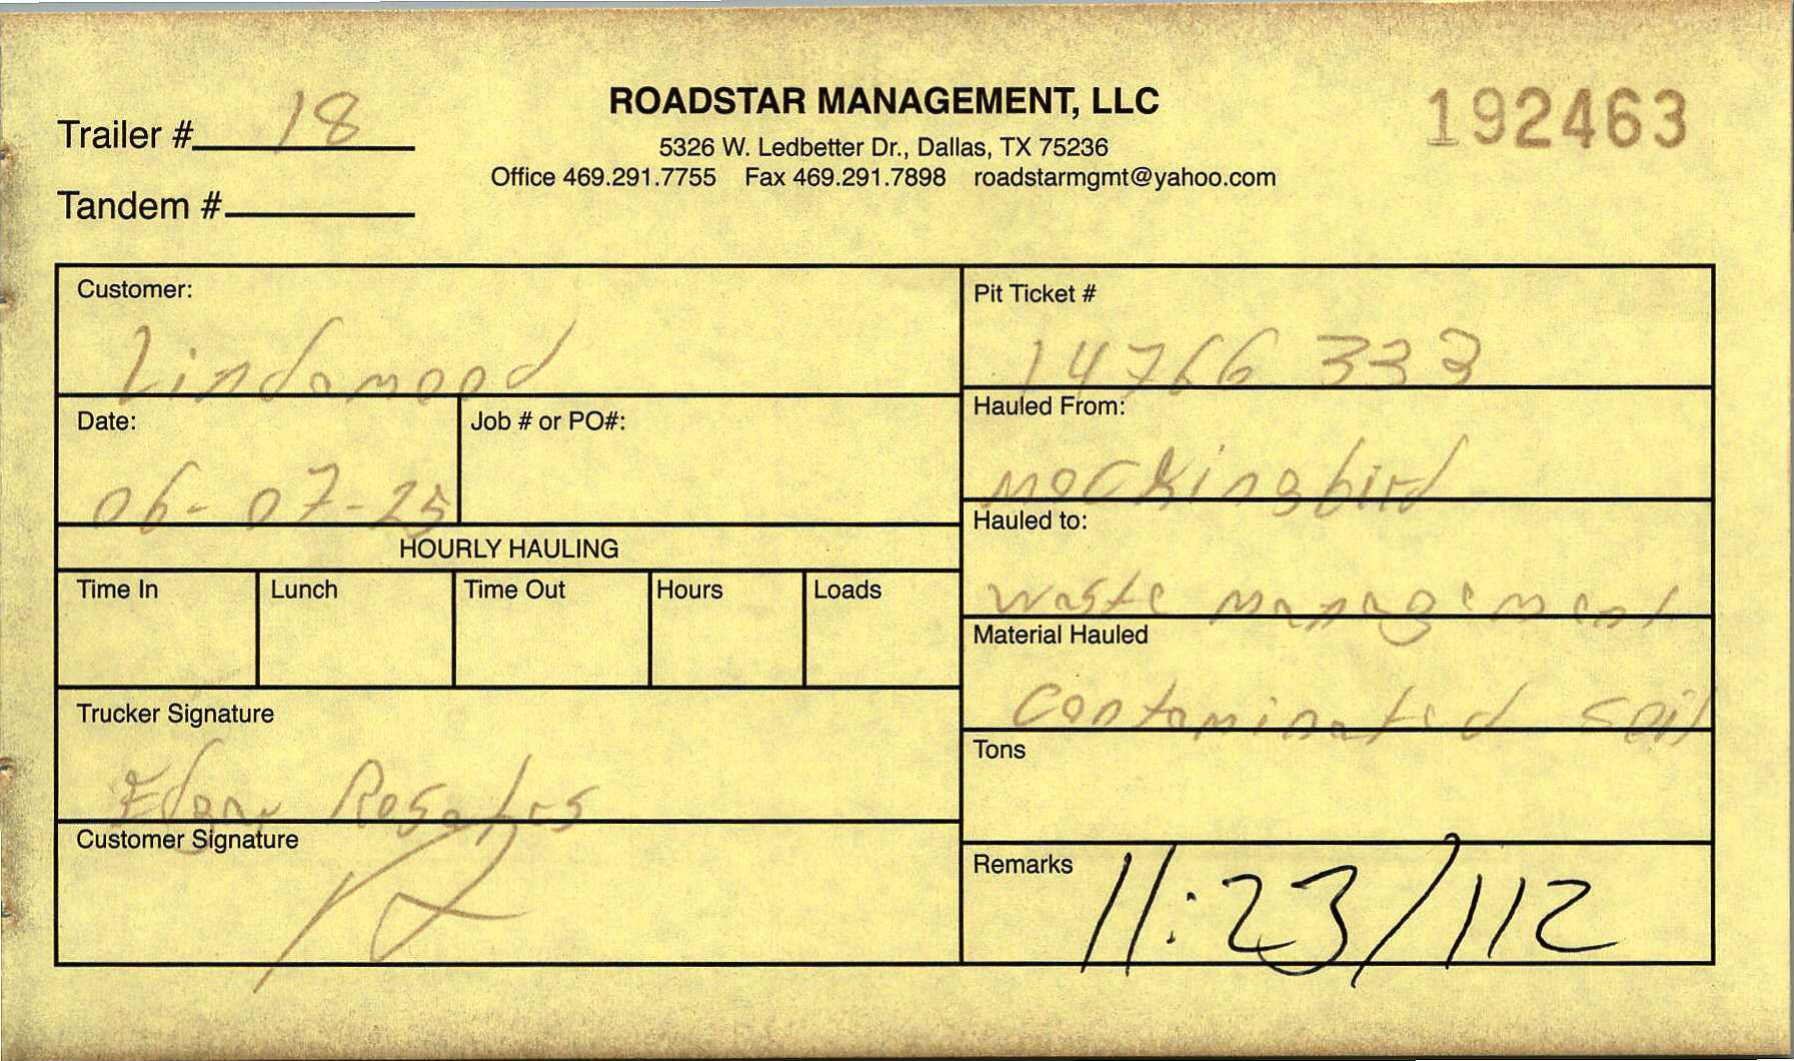 Trailer # 18
ROADSTAR MANAGEMENT, LLC
192463
5326 W. Ledbetter Dr., Dallas, TX 75236
Office 469.291.7755 Fax 469.291.7898 roadstarmgmt@yahoo.com
Tandem #
Customer:
Lindamood
Pit Ticket #
14766 333
Date:
06-07-25
Job # or PO#:
Hauled From:
mockingbird
HOURLY HAULING
Hauled to:
waste management
Time In
Lunch
Time Out
Hours
Loads
Material Hauled
contaminated soil
Trucker Signature
Edgar Rosales
Tons
Customer Signature
Remarks
11:23/112